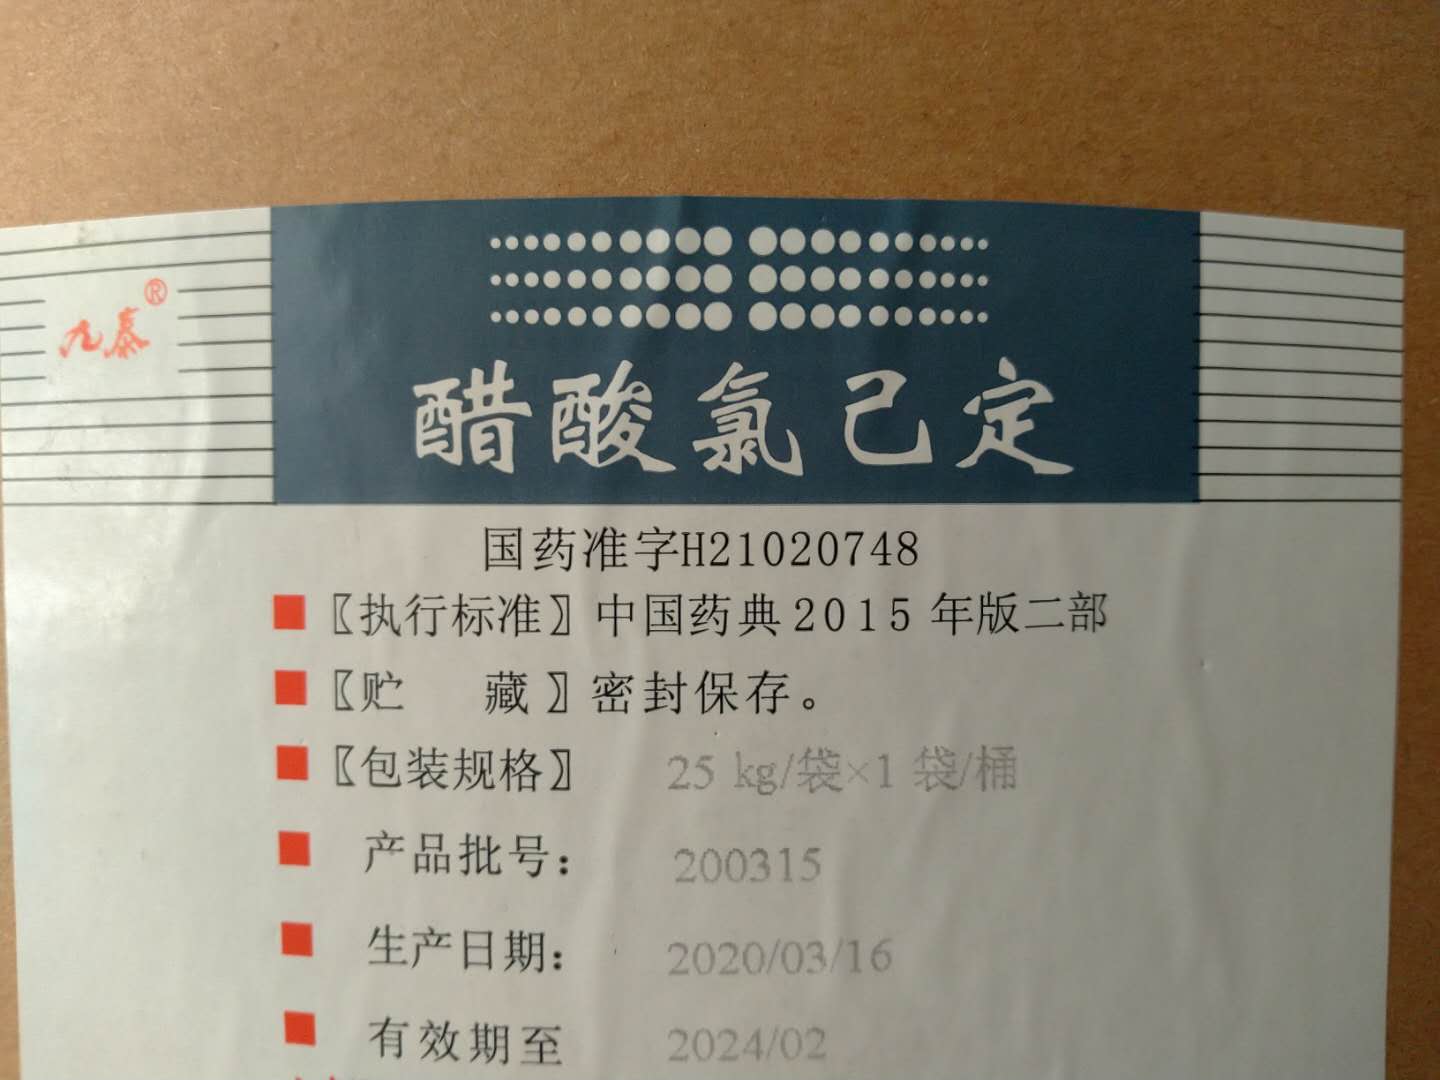 九泰®
醋酸氯己定
国药准字H21020748
〖执行标准〗中国药典2015年版二部
〖贮 藏〗密封保存。
〖包装规格〗 25 kg/袋×1 袋/桶
产品批号: 200315
生产日期: 2020/03/16
有效期至 2024/02